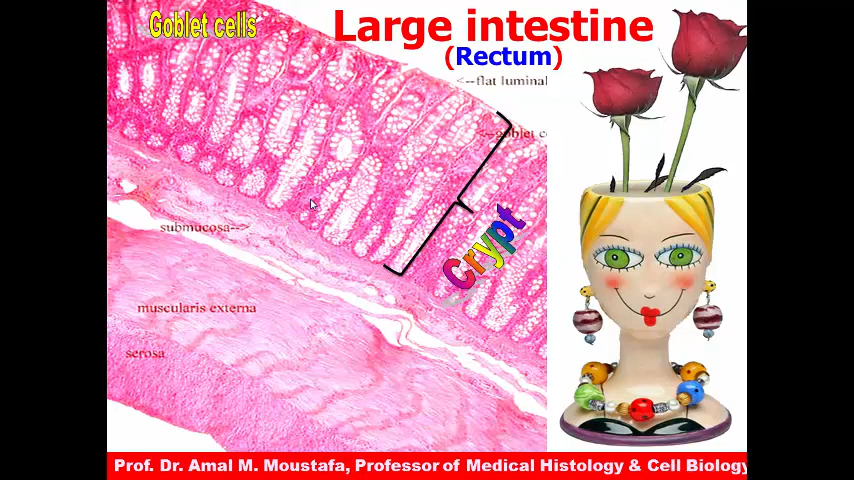 Goblet cells
Large intestine
(Rectum)
<--flat luminal
<--goblet c
Crypt
submucosa-->
muscularis externa
serosa
Prof. Dr. Amal M. Moustafa, Professor of Medical Histology & Cell Biology